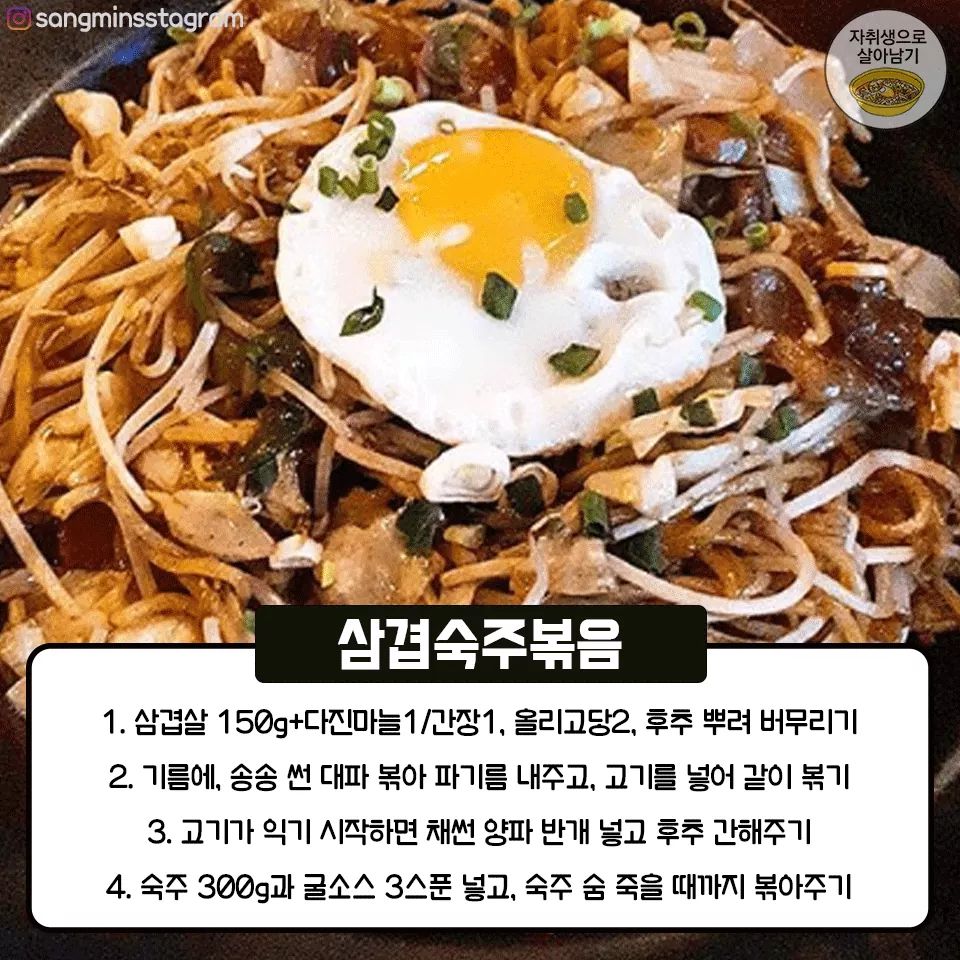 sangminsstagram
자취생으로
살아남기
삼겹숙주볶음
1. 삼겹살 150g+다진마늘1/간장1, 올리고당2, 후추 뿌려 버무리기
2. 기름에, 송송 썬 대파 볶아 파기름 내주고, 고기를 넣어 같이 볶기
3. 고기가 익기 시작하면 채썬 양파 반개 넣고 후추 간해주기
4. 숙주 300g과 굴소스 3스푼 넣고, 숙주 숨 죽을 때까지 볶아주기